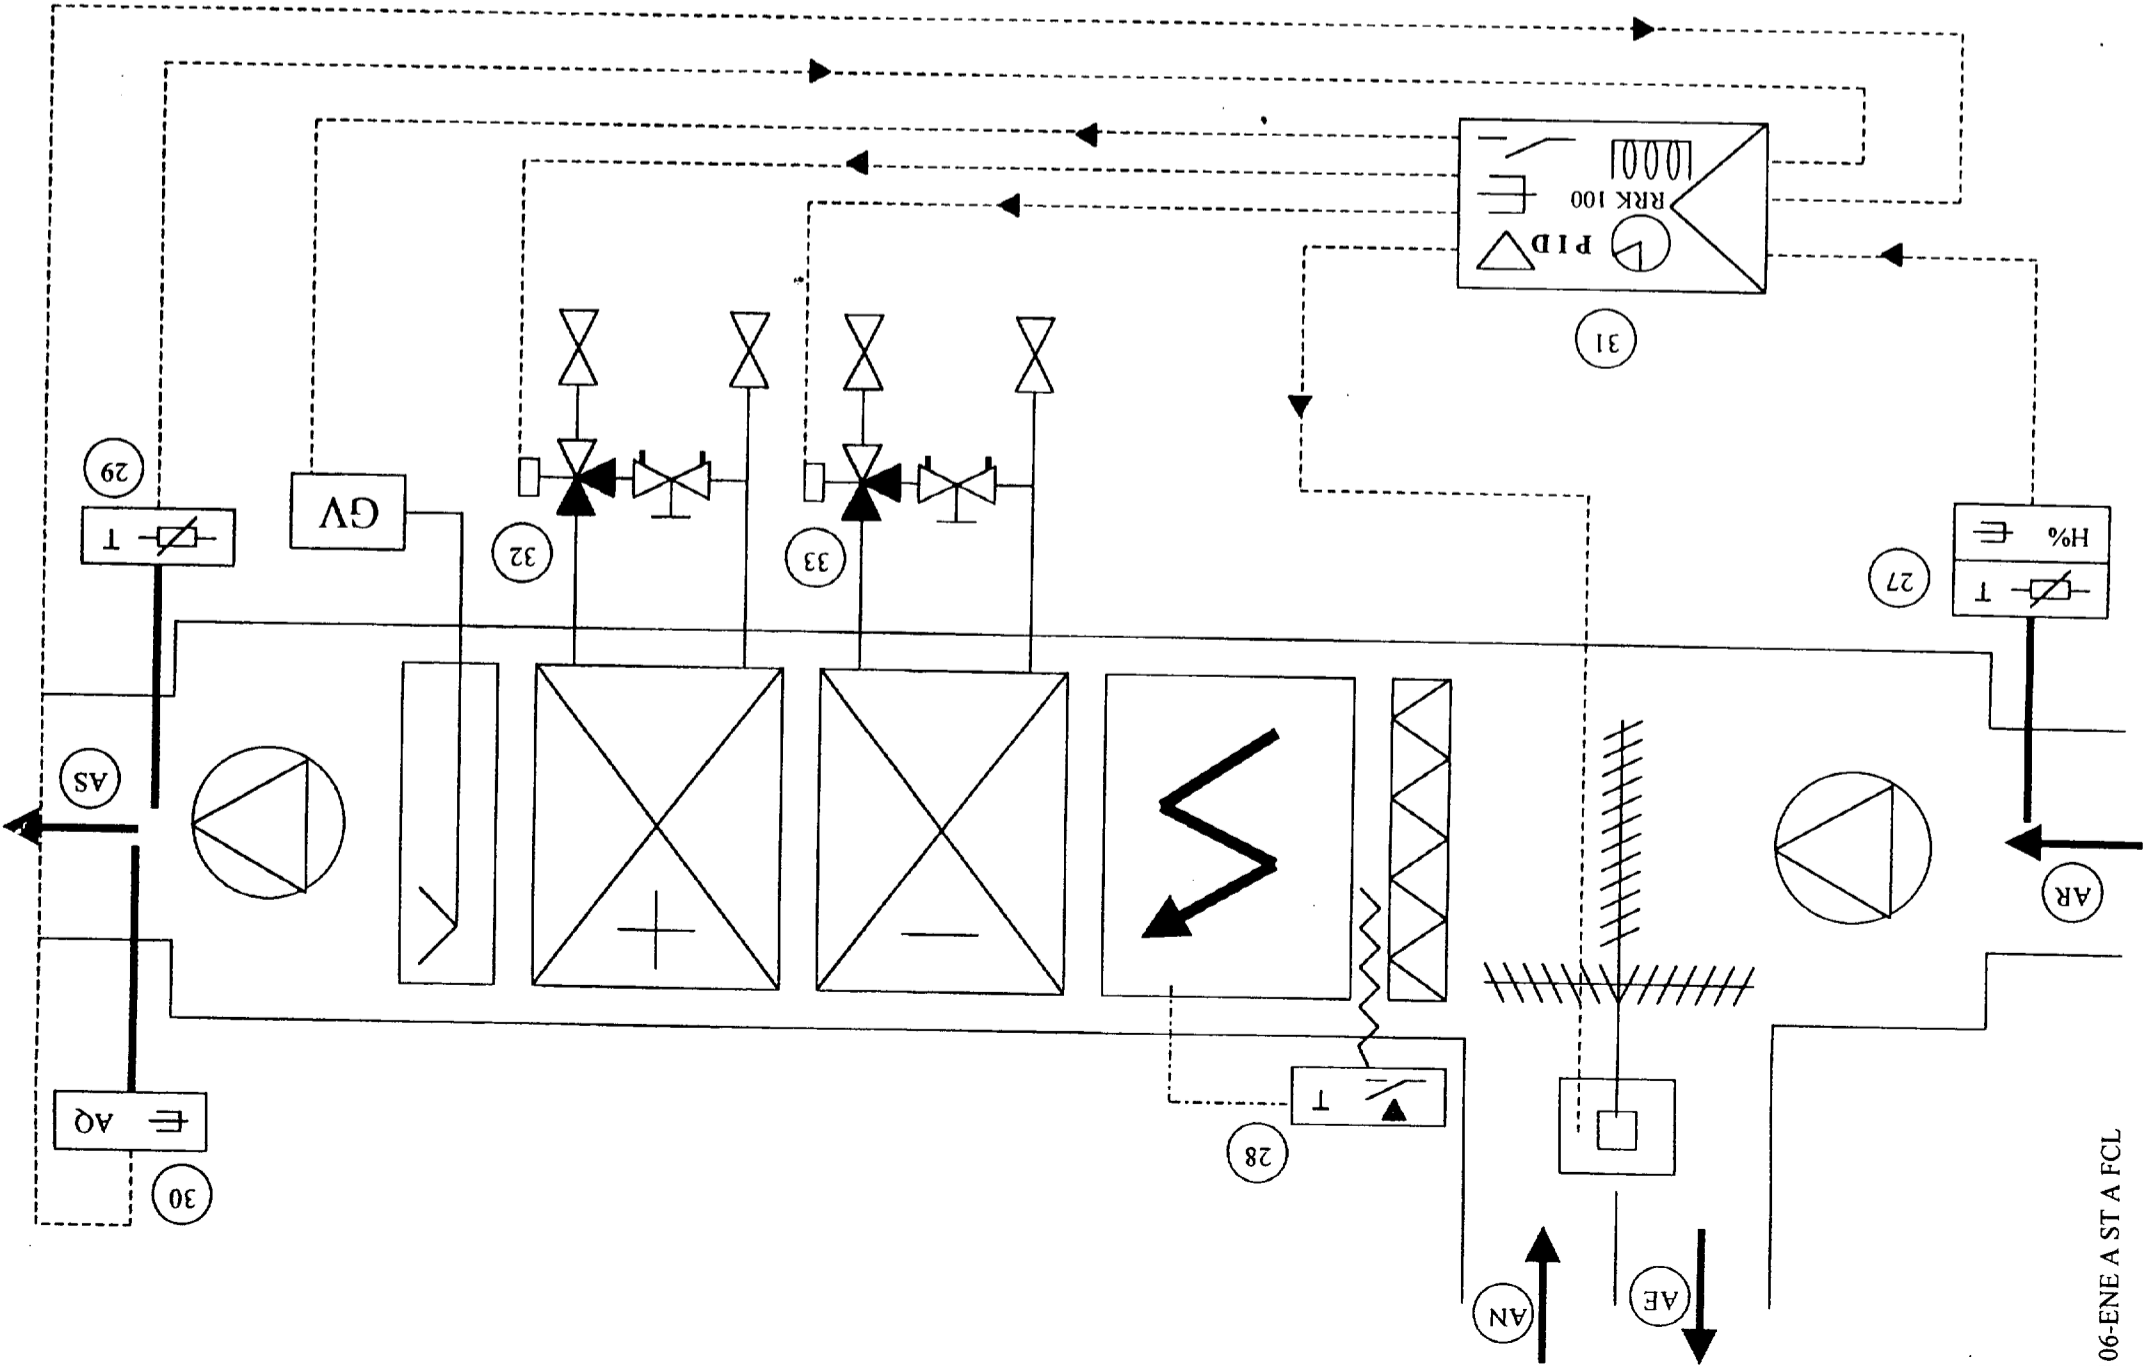 06-ENE A ST A FCL
AE
AN
30
28
AQ
T
AR
AS
27
T
H%
33
32
T
GV
29
31
PID
RRK 100